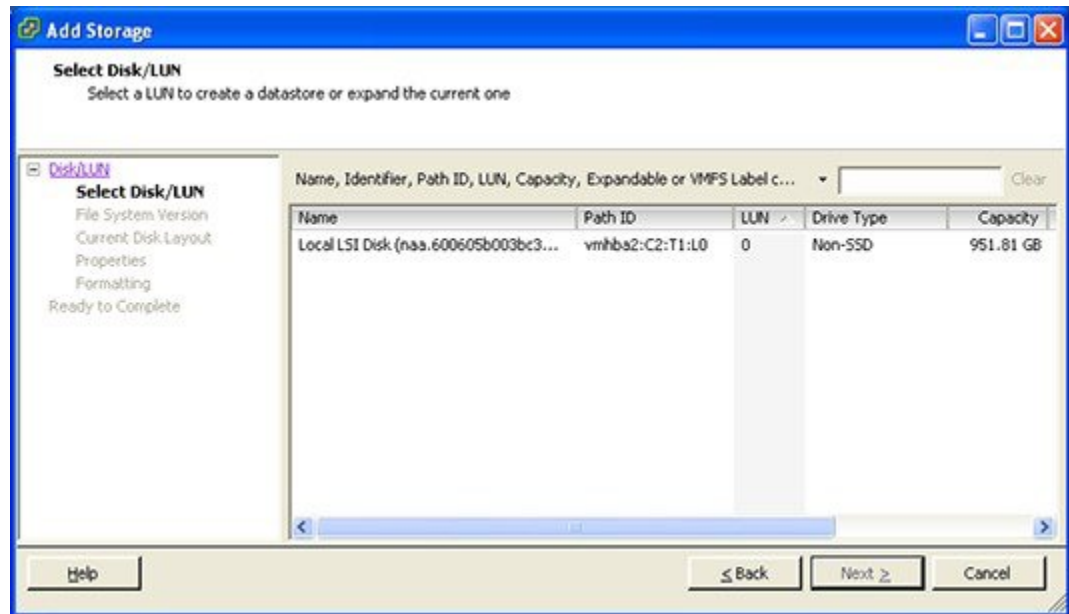 Add Storage
Select Disk/LUN
Select a LUN to create a datastore or expand the current one
Disk/LUN
Select Disk/LUN
File System Version
Current Disk Layout
Properties
Formatting
Ready to Complete
Name, Identifier, Path ID, LUN, Capacity, Expandable or VMFS Label c... Clear
Name Path ID LUN Drive Type Capacity
Local LSI Disk (naa.600605b003bc3... vmhba2:C2:T1:L0 0 Non-SSD 951.81 GB
Help ≤ Back Next ≥ Cancel